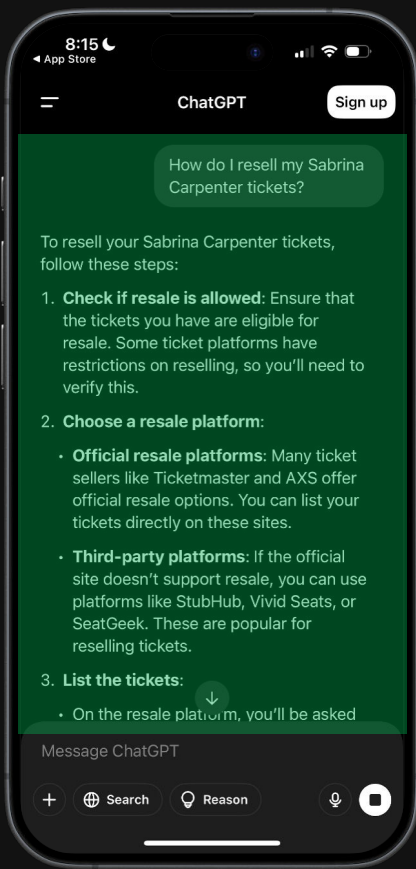 8:15
◀ App Store
ChatGPT
Sign up
How do I resell my Sabrina
Carpenter tickets?
To resell your Sabrina Carpenter tickets,
follow these steps:
1. Check if resale is allowed: Ensure that
the tickets you have are eligible for
resale. Some ticket platforms have
restrictions on reselling, so you'll need to
verify this.
2. Choose a resale platform:
• Official resale platforms: Many ticket
sellers like Ticketmaster and AXS offer
official resale options. You can list your
tickets directly on these sites.
• Third-party platforms: If the official
site doesn't support resale, you can use
platforms like StubHub, Vivid Seats, or
SeatGeek. These are popular for
reselling tickets.
3. List the tickets:
• On the resale platform, you'll be asked
Message ChatGPT
Search
Reason